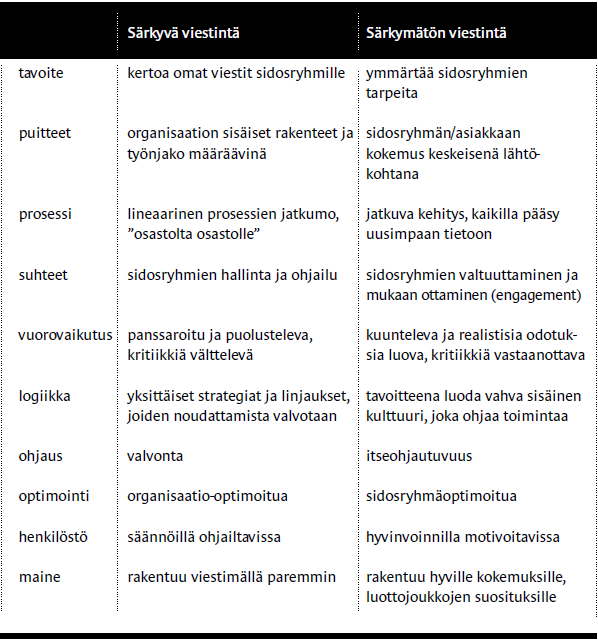 Särkyvä viestintä Särkymätön viestintä
tavoite kertoa omat viestit sidosryhmille ymmärtää sidosryhmien
tarpeita
puitteet organisaation sisäiset rakenteet ja sidosryhmän/asiakkaan
työnjako määräävinä kokemus keskeisenä lähtö-
kohtana
prosessi lineaarinen prosessien jatkumo, jatkuva kehitys, kaikilla pääsy
”osastolta osastolle” uusimpaan tietoon
suhteet sidosryhmien hallinta ja ohjailu sidosryhmien valtuuttaminen ja
mukaan ottaminen (engagement)
vuorovaikutus panssaroitu ja puolusteleva, kuunteleva ja realistisia odotuk-
kritiikkiä välttelevä sia luova, kritiikkiä vastaanottava
logiikka yksittäiset strategiat ja linjaukset, tavoitteena luoda vahva sisäinen
joiden noudattamista valvotaan kulttuuri, joka ohjaa toimintaa
ohjaus valvonta itseohjautuvuus
optimointi organisaatio-optimoitua sidosryhmäoptimoitua
henkilöstö säännöillä ohjailtavissa hyvinvoinnilla motivoitavissa
maine rakentuu viestimällä paremmin rakentuu hyville kokemuksille,
luottojoukkojen suosituksille